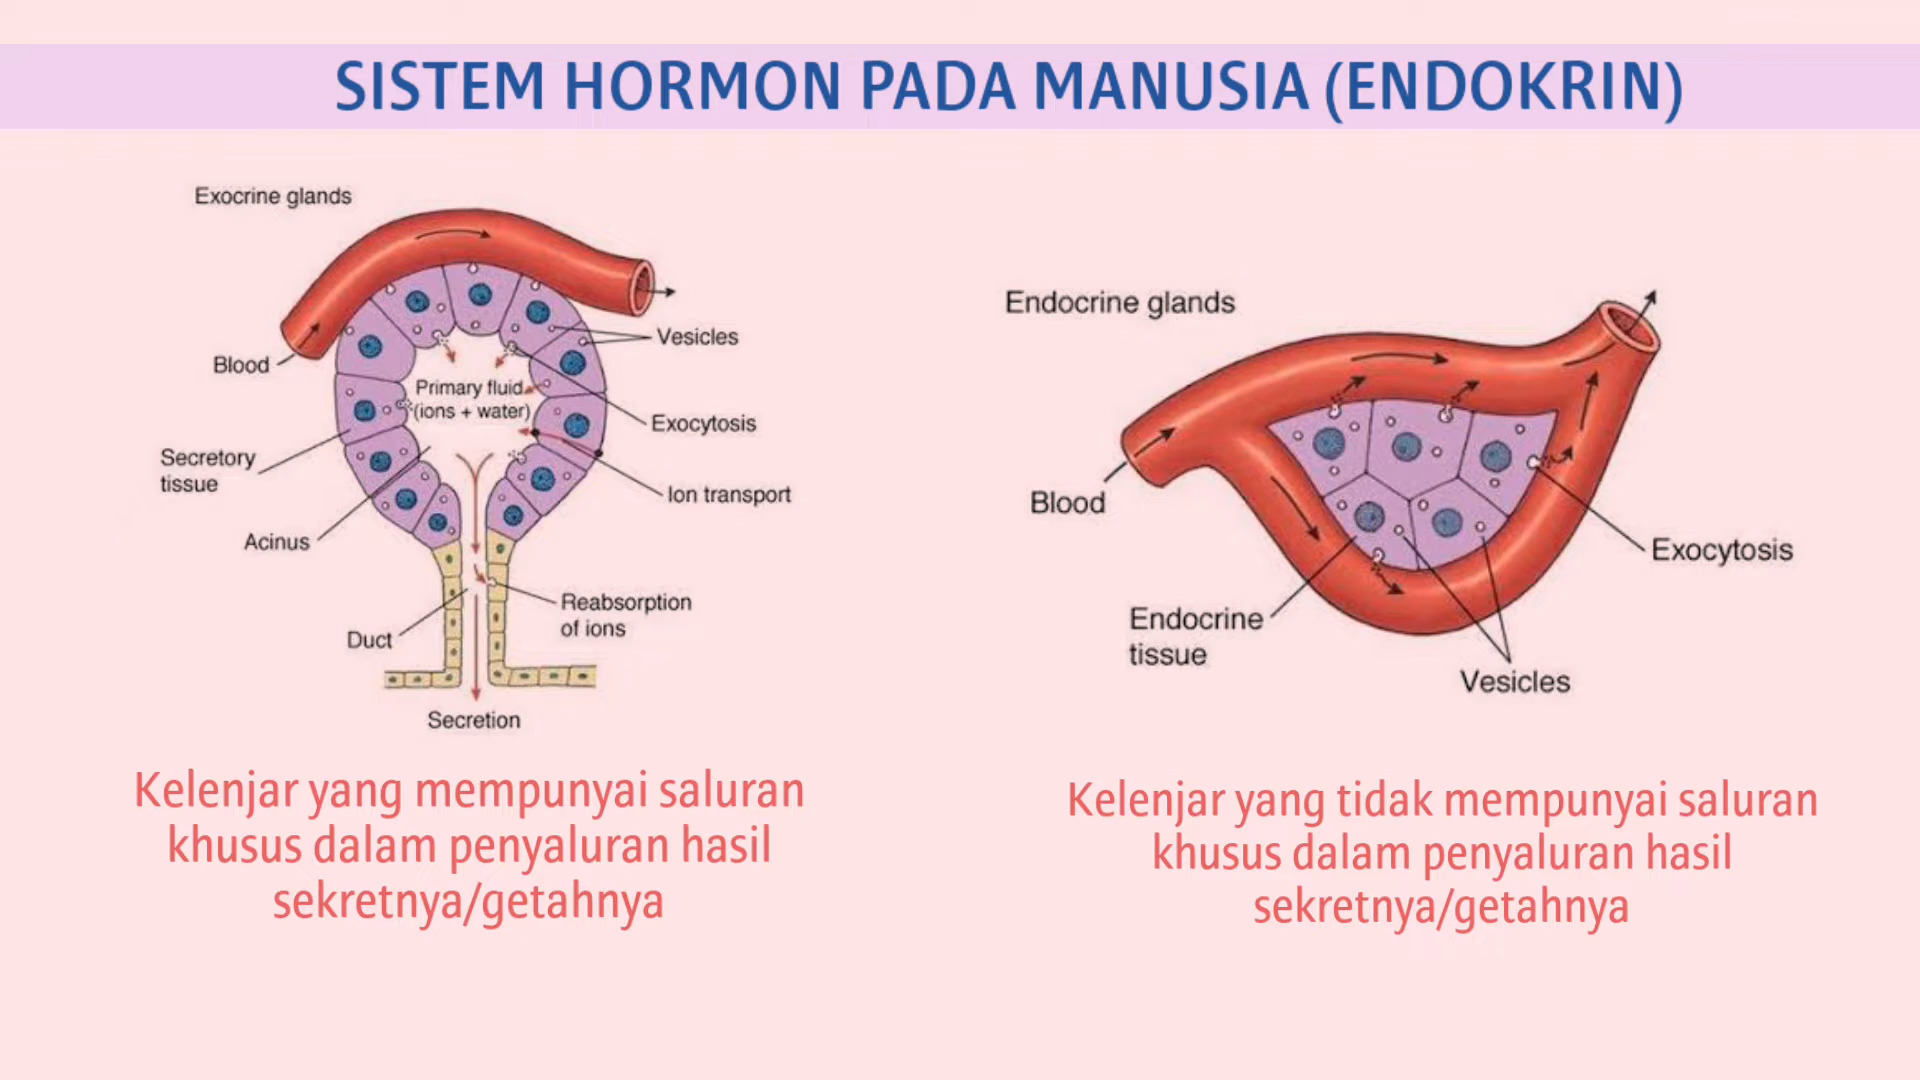 SISTEM HORMON PADA MANUSIA (ENDOKRIN)
Exocrine glands
Blood
Vesicles
Primary fluid
(ions + water)
Exocytosis
Secretory
tissue
Ion transport
Acinus
Reabsorption
of ions
Duct
Secretion
Kelenjar yang mempunyai saluran
khusus dalam penyaluran hasil
sekretnya/getahnya
Endocrine glands
Blood
Exocytosis
Endocrine
tissue
Vesicles
Kelenjar yang tidak mempunyai saluran
khusus dalam penyaluran hasil
sekretnya/getahnya